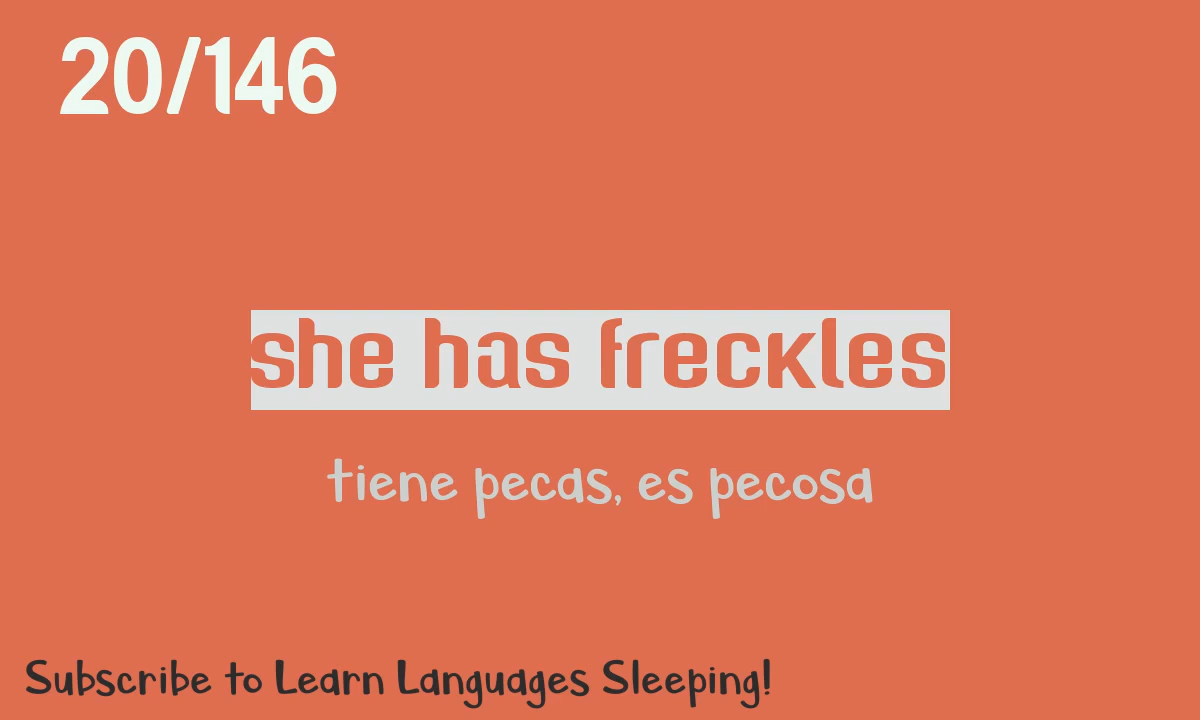 20/146
she has freckles
tiene pecas, es pecosa
Subscribe to Learn Languages Sleeping!